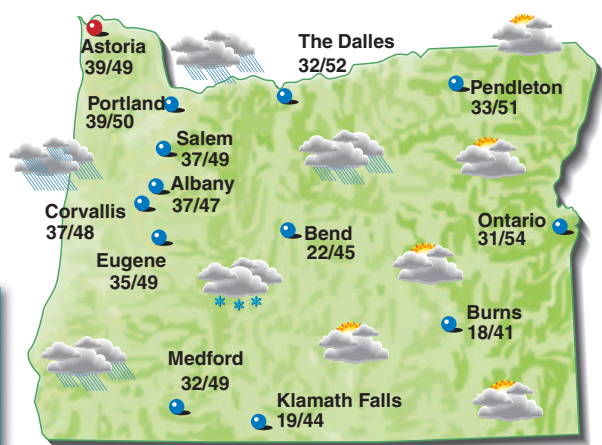 Astoria
39/49
The Dalles
32/52
Pendleton
33/51
Portland
39/50
Salem
37/49
Albany
37/47
Corvallis
37/48
Eugene
35/49
Bend
22/45
Ontario
31/54
Burns
18/41
Medford
32/49
Klamath Falls
19/44